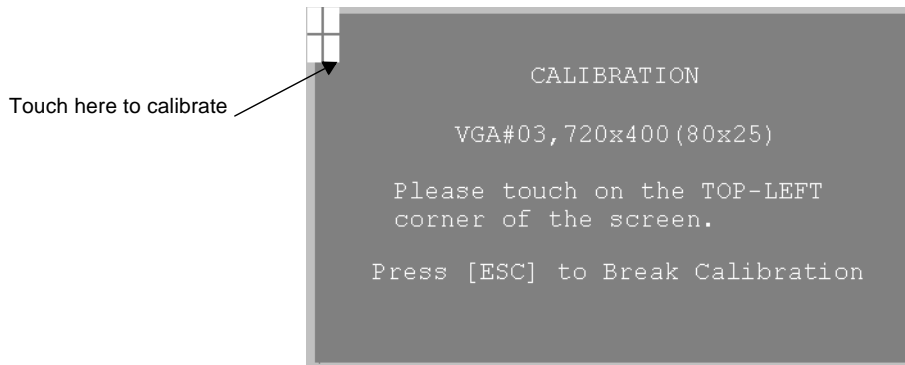 CALIBRATION
Touch here to calibrate
VGA#03,720x400(80x25)
Please touch on the TOP-LEFT
corner of the screen.
Press [ESC] to Break Calibration